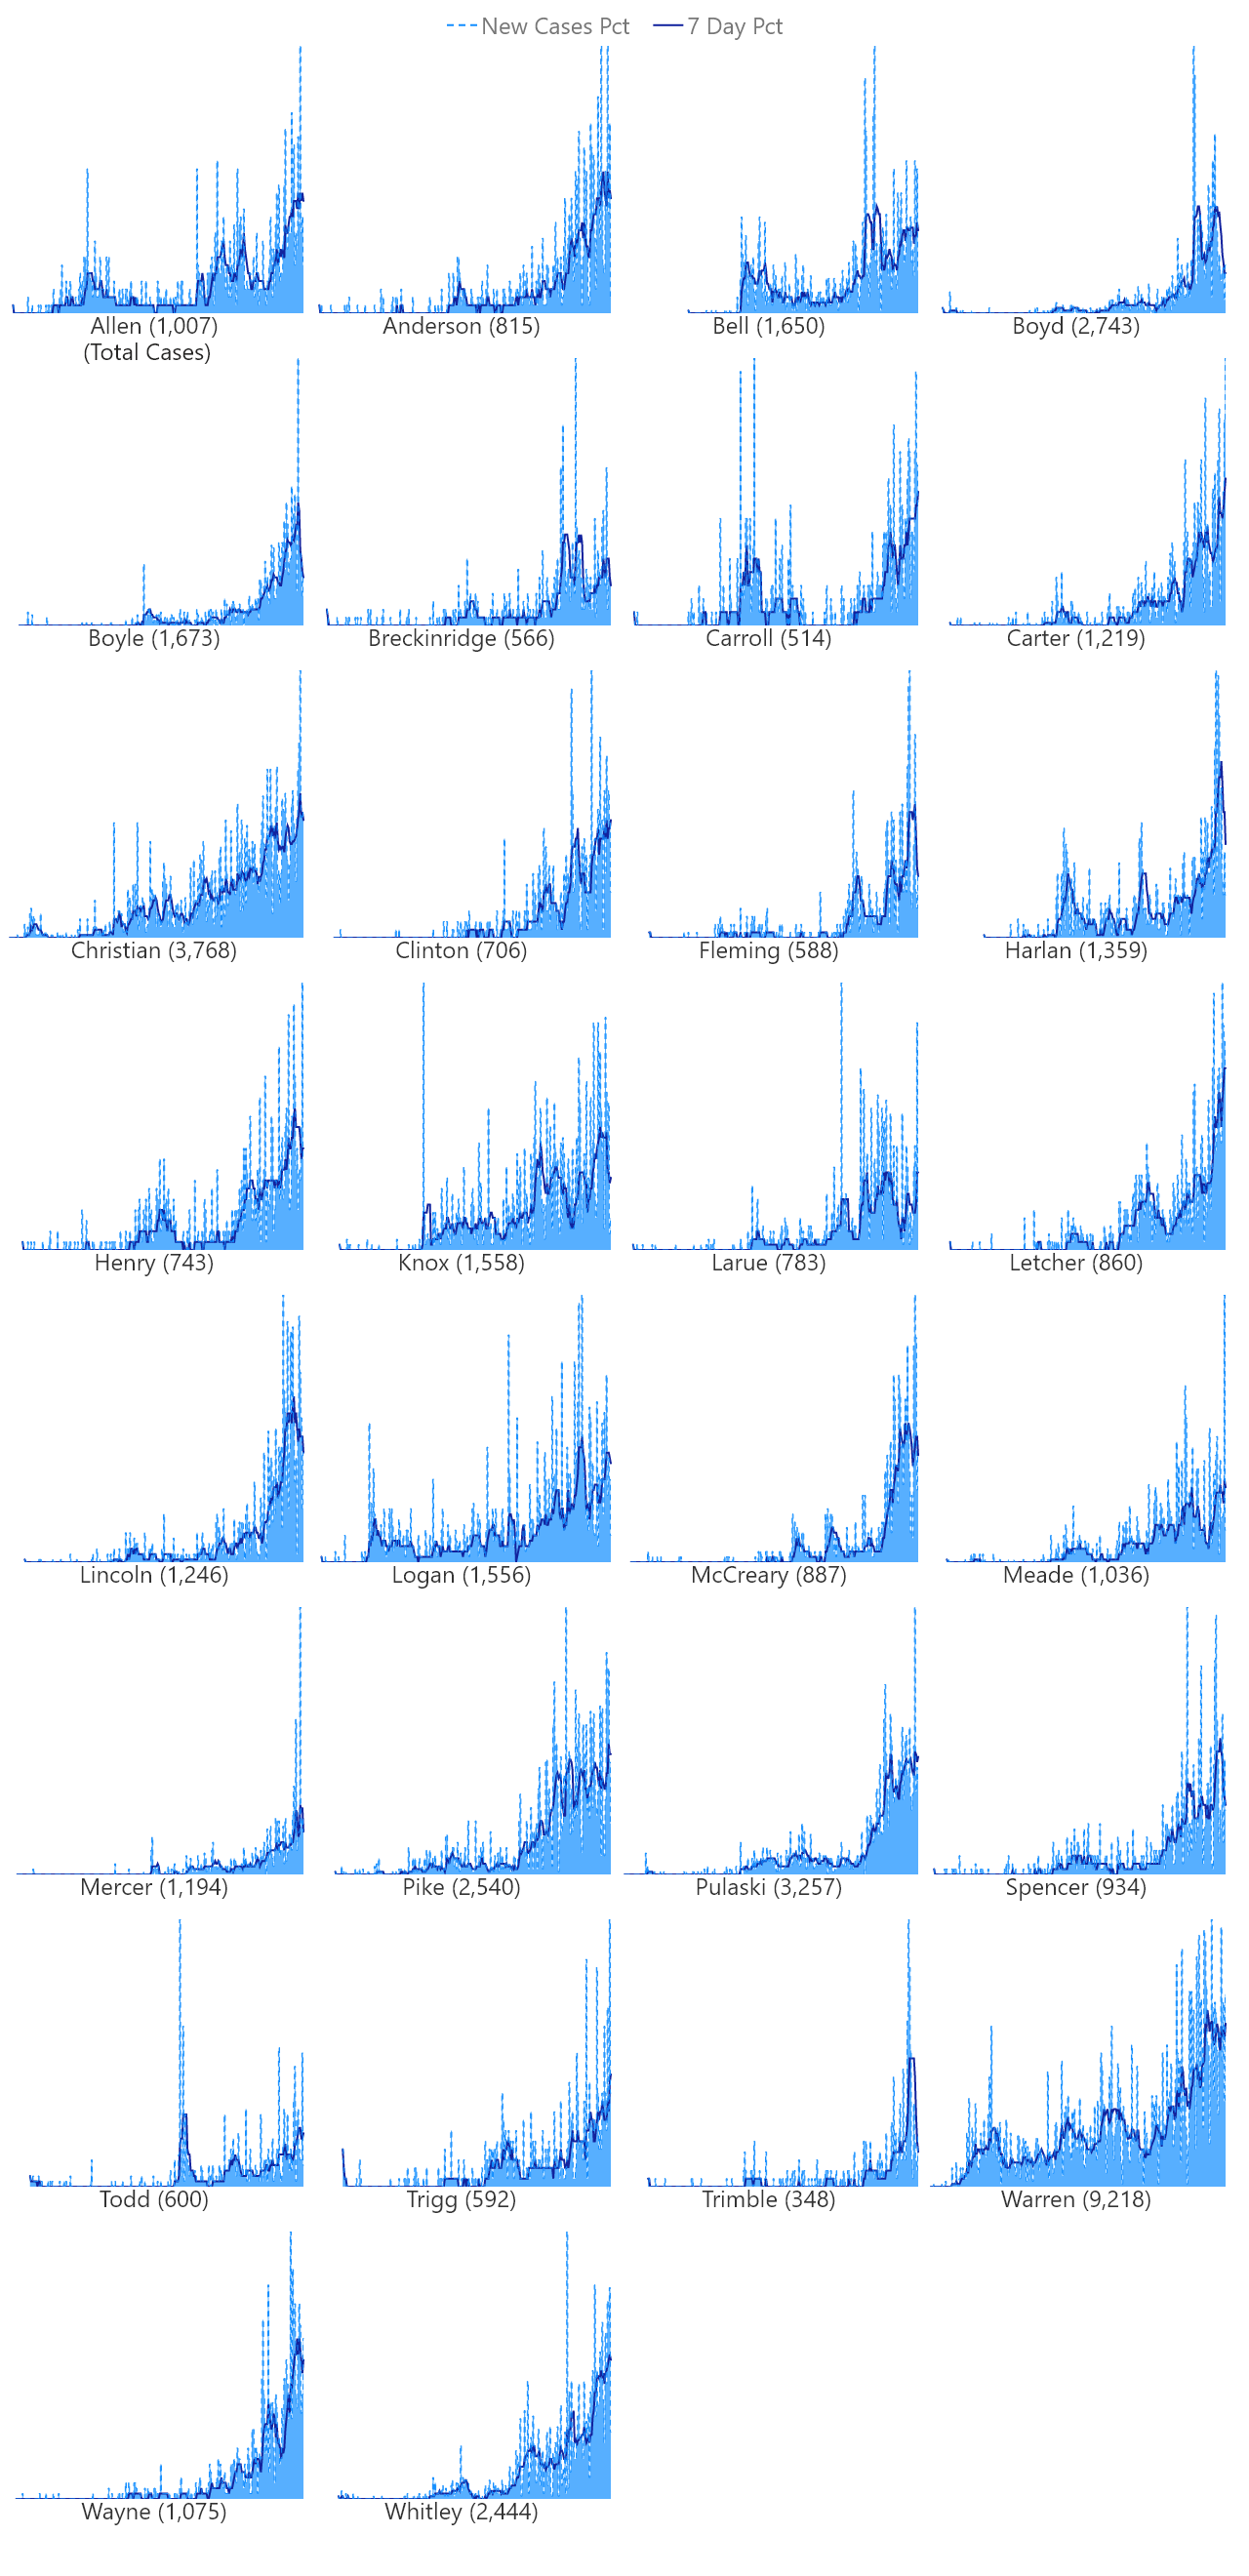 New Cases Pct 7 Day Pct
Allen (1,007) Anderson (815) Bell (1,650) Boyd (2,743)
(Total Cases)
Boyle (1,673) Breckinridge (566) Carroll (514) Carter (1,219)
Christian (3,768) Clinton (706) Fleming (588) Harlan (1,359)
Henry (743) Knox (1,558) Larue (783) Letcher (860)
Lincoln (1,246) Logan (1,556) McCreary (887) Meade (1,036)
Mercer (1,194) Pike (2,540) Pulaski (3,257) Spencer (934)
Todd (600) Trigg (592) Trimble (348) Warren (9,218)
Wayne (1,075) Whitley (2,444)